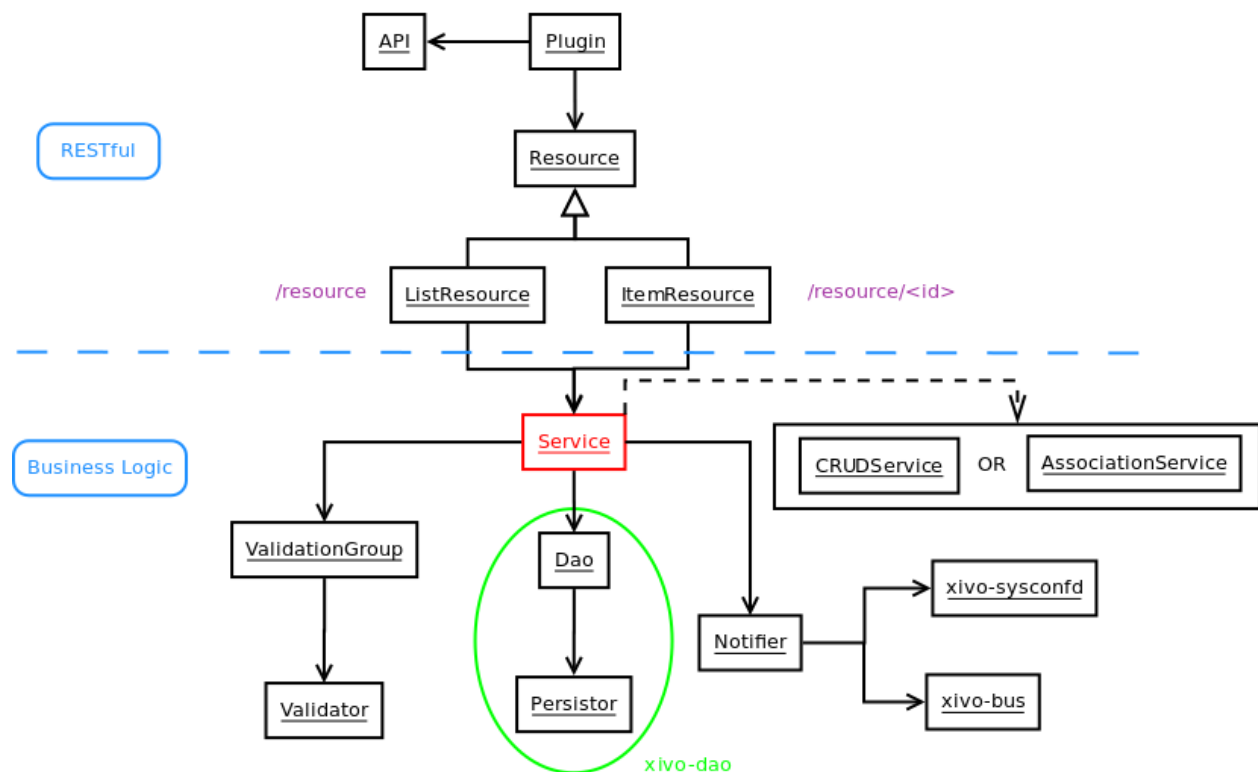 API
Plugin
RESTful
Resource
/resource
ListResource
ItemResource
/resource/<id>
Service
Business Logic
CRUDService
OR
AssociationService
ValidationGroup
Dao
xivo-sysconfd
Notifier
Validator
Persistor
xivo-bus
xivo-dao